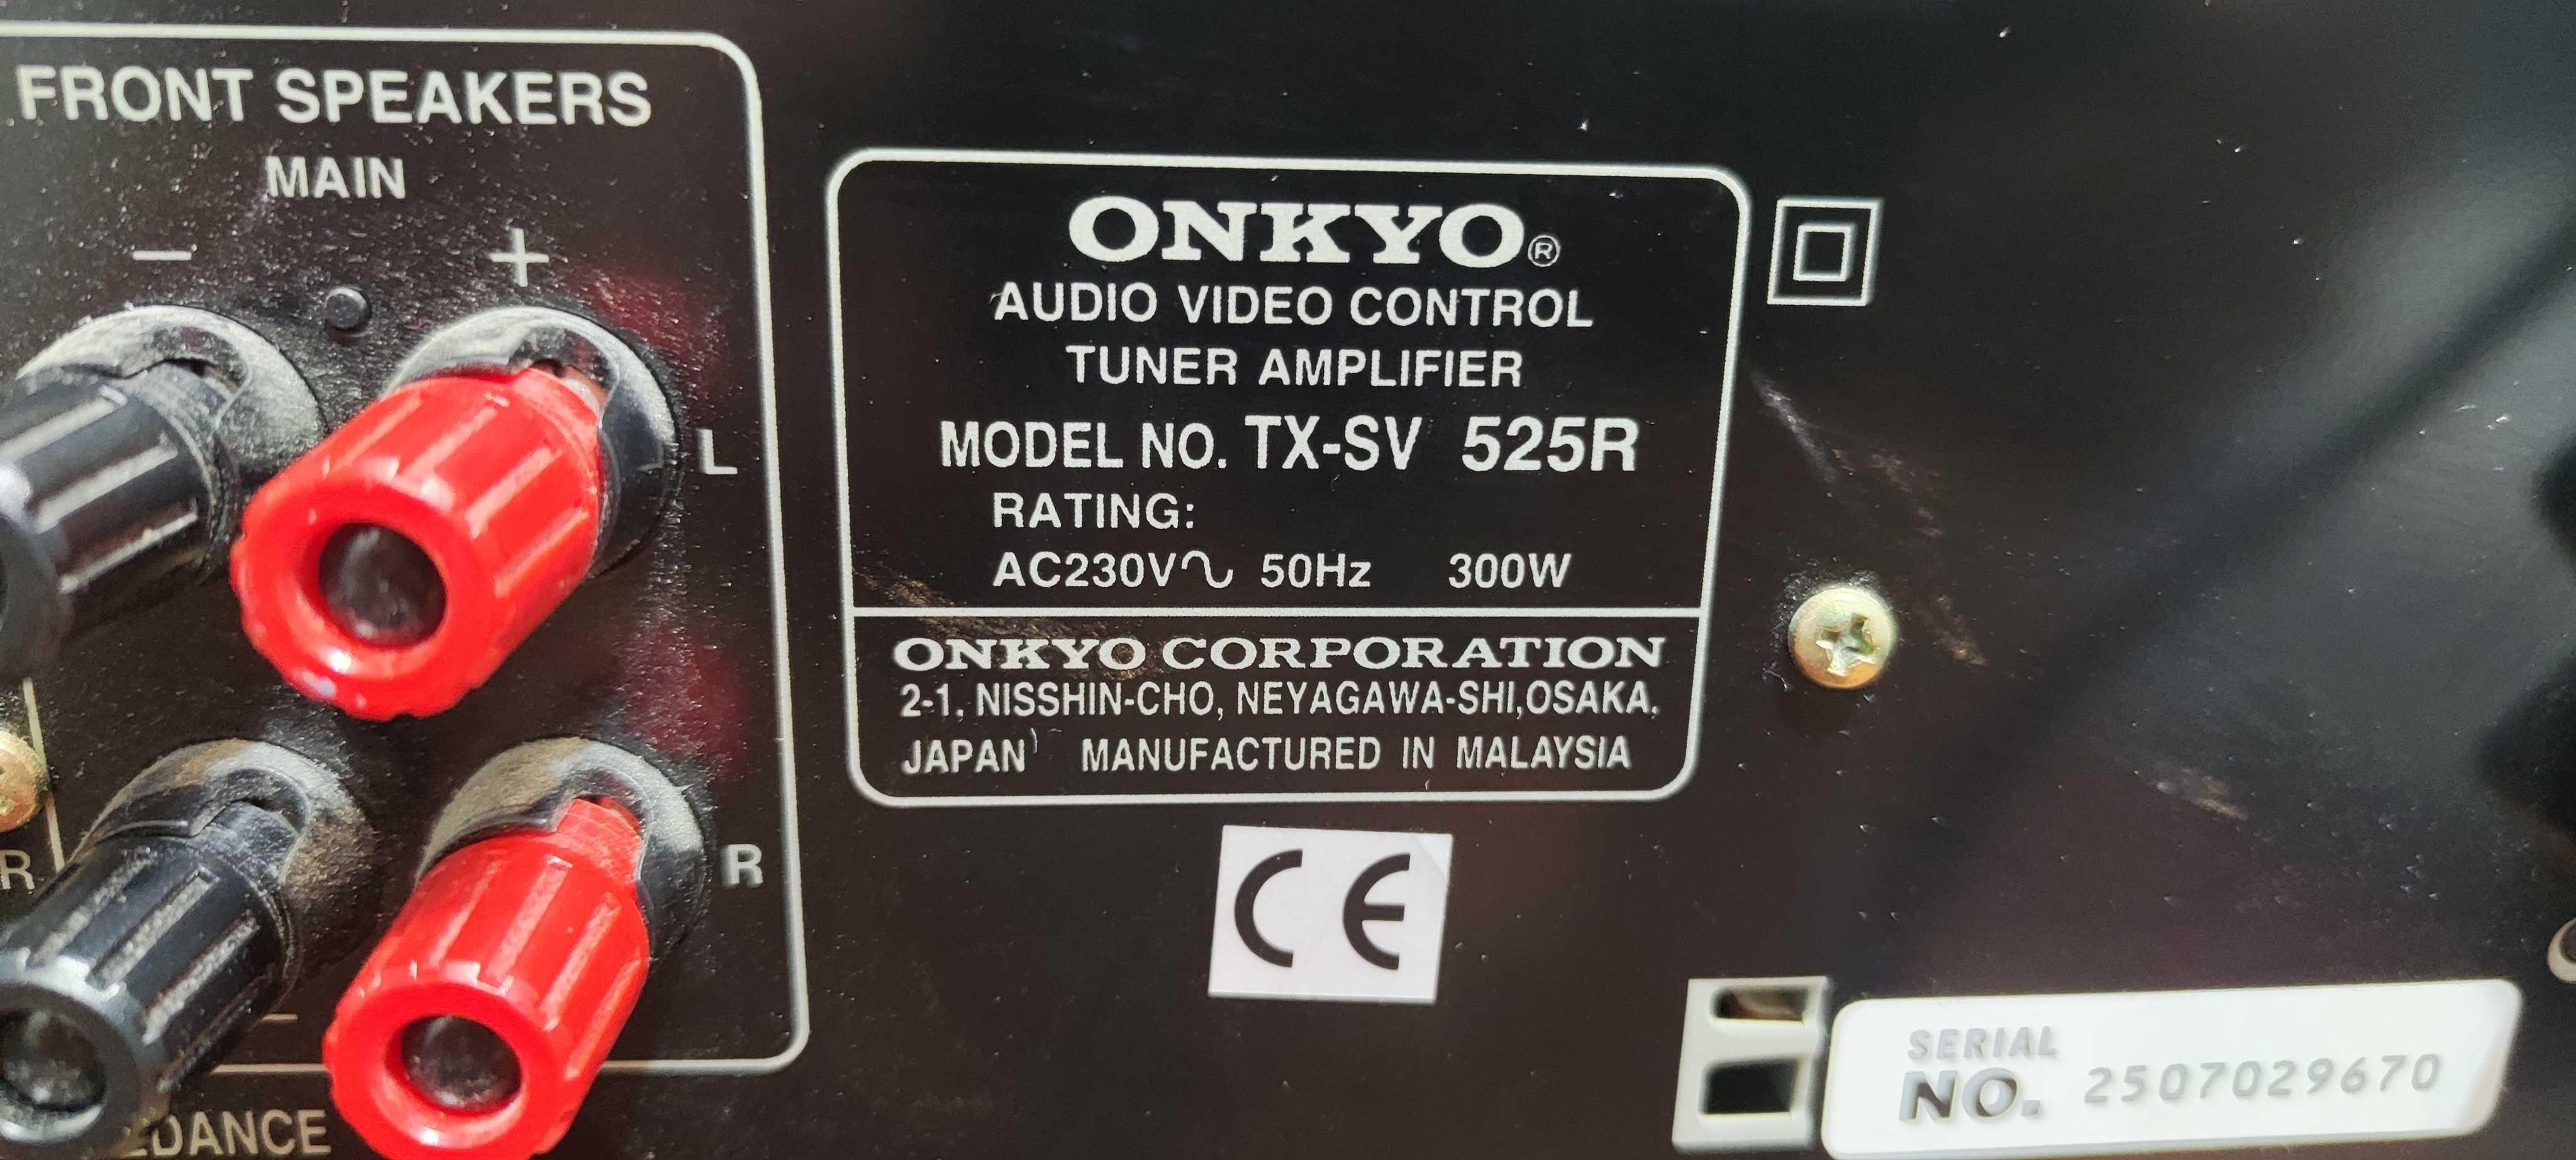 FRONT SPEAKERS
MAIN
− +
L
R
R
ONKYO®
AUDIO VIDEO CONTROL
TUNER AMPLIFIER
MODEL NO. TX-SV 525R
RATING:
AC230V∿ 50Hz 300W
ONKYO CORPORATION
2-1, NISSHIN-CHO, NEYAGAWA-SHI,OSAKA,
JAPAN MANUFACTURED IN MALAYSIA
CE
SERIAL
NO. 2507029670